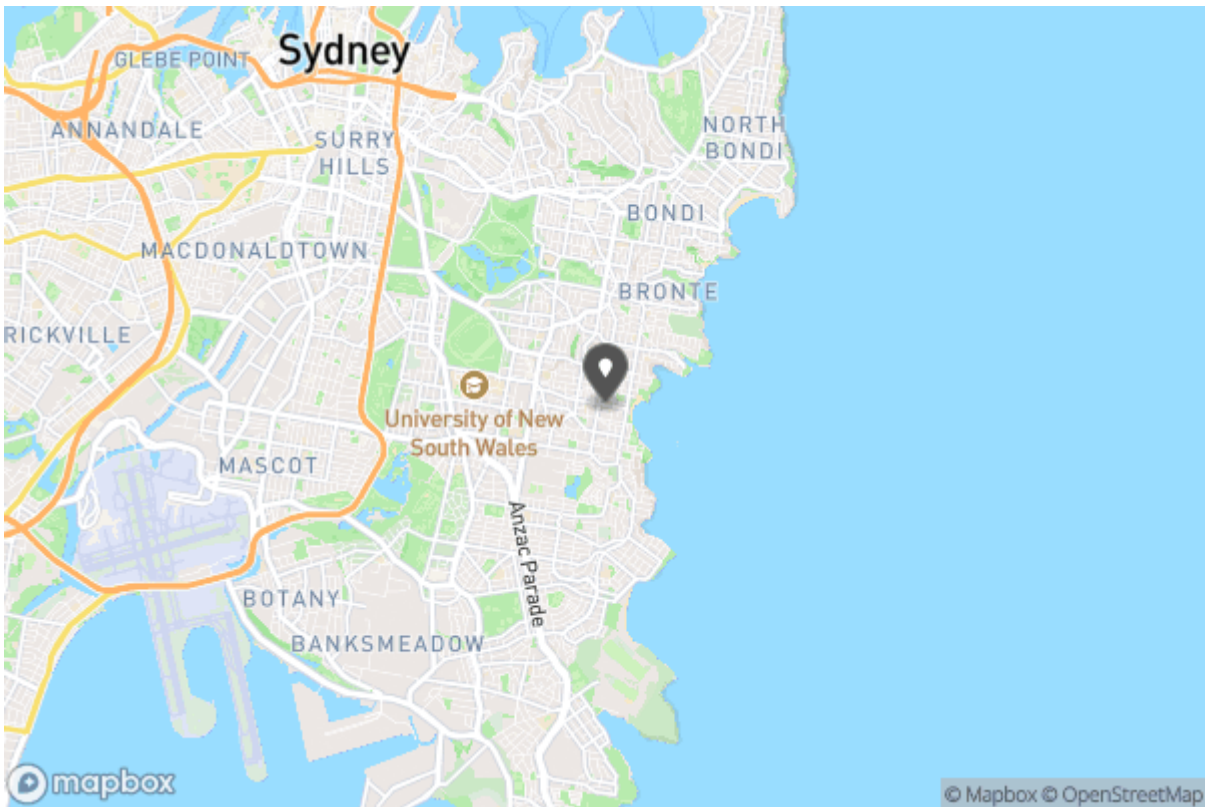 Sydney
GLEBE POINT
ANNANDALE
SURRY
HILLS
NORTH
BONDI
BONDI
MACDONALDTOWN
BRONTE
RICKVILLE
University of New
South Wales
MASCOT
Anzac Parade
BOTANY
BANKSMEADOW
mapbox
© Mapbox © OpenStreetMap